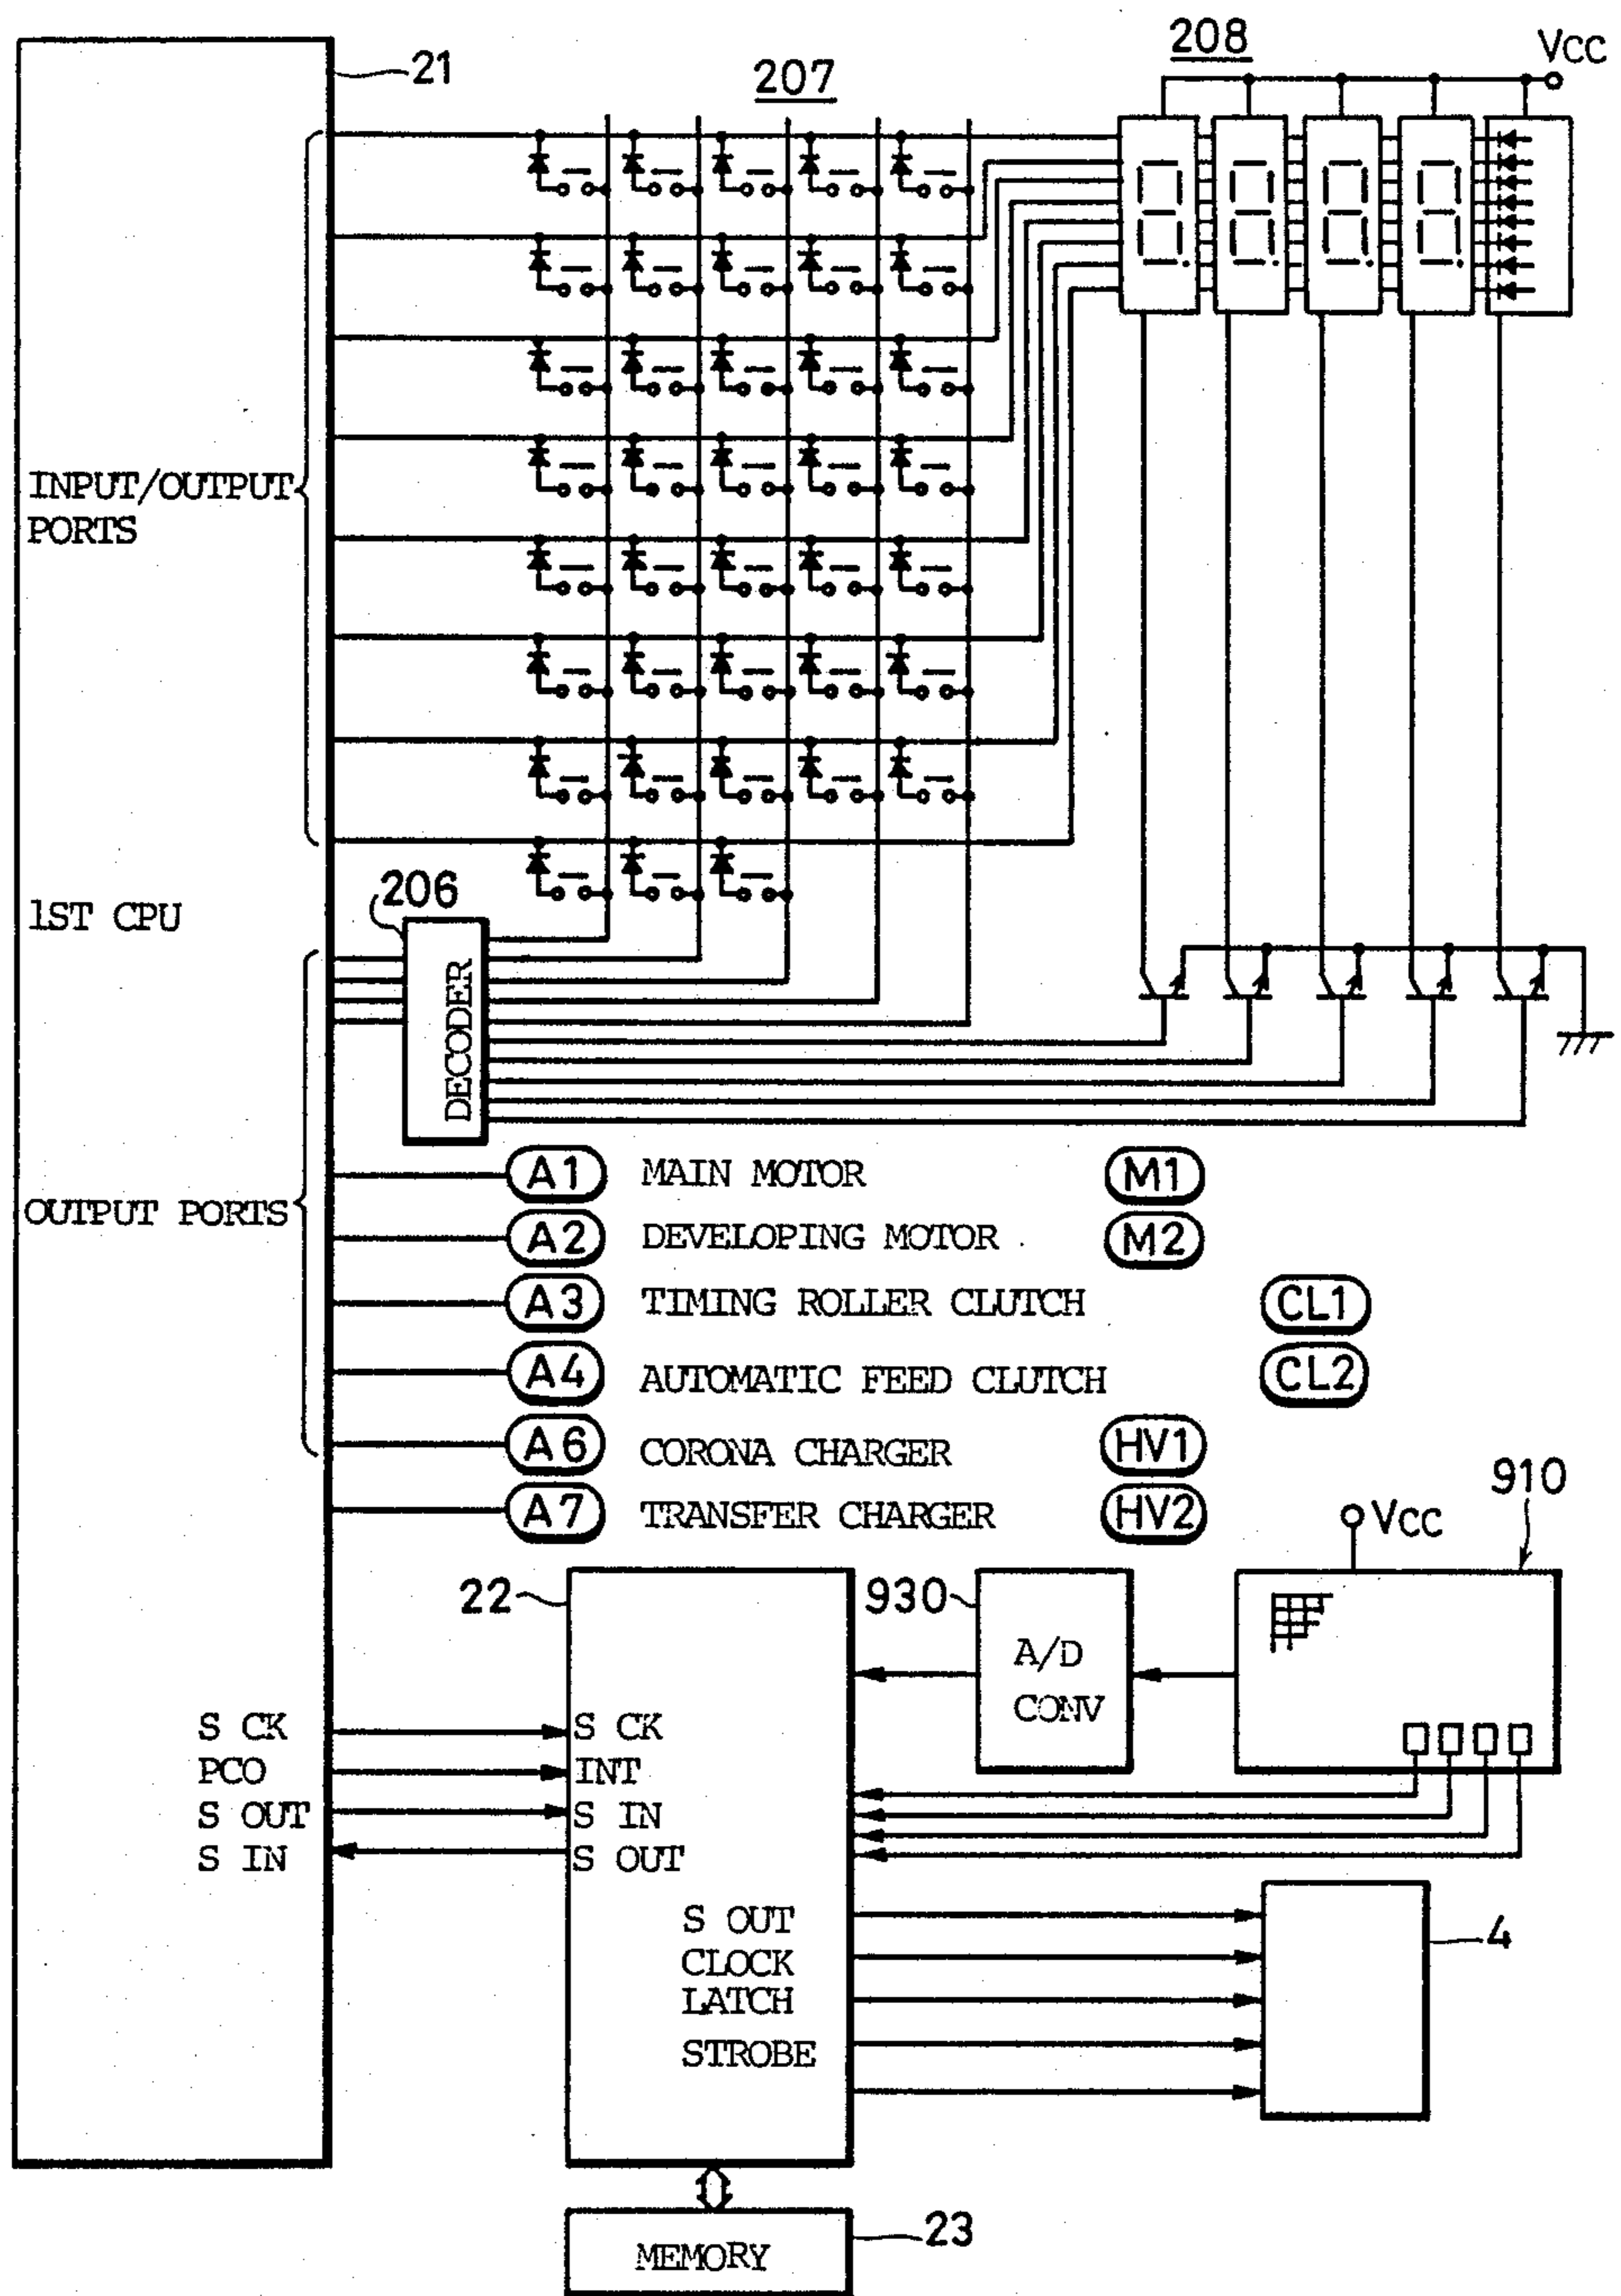 208
VCC
21
207
INPUT/OUTPUT
PORTS
206
1ST CPU
DECODER
A1 MAIN MOTOR M1
OUTPUT PORTS
A2 DEVELOPING MOTOR M2
A3 TIMING ROLLER CLUTCH CL1
A4 AUTOMATIC FEED CLUTCH CL2
A6 CORONA CHARGER HV1
910
A7 TRANSFER CHARGER HV2
VCC
22
930
A/D
CONV
S CK S CK
PCO INT
S OUT S IN
S IN S OUT
S OUT
CLOCK
4
LATCH
STROBE
23
MEMORY